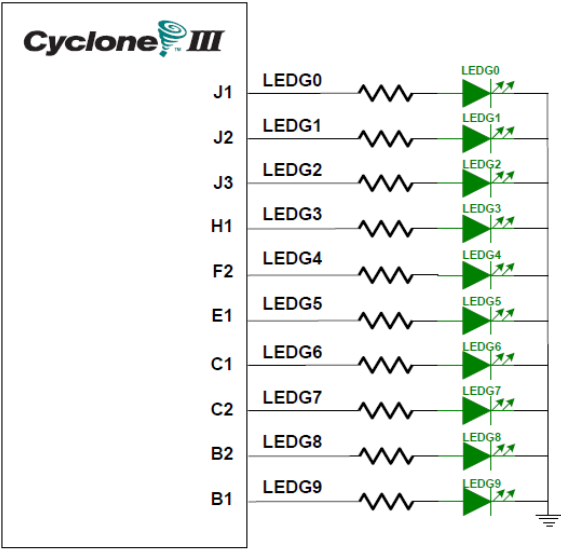 Cyclone III
LEDG0
J1 LEDG0
LEDG1
J2 LEDG1
LEDG2
J3 LEDG2
LEDG3
H1 LEDG3
LEDG4
F2 LEDG4
LEDG5
E1 LEDG5
LEDG6
C1 LEDG6
LEDG7
C2 LEDG7
LEDG8
B2 LEDG8
LEDG9
B1 LEDG9